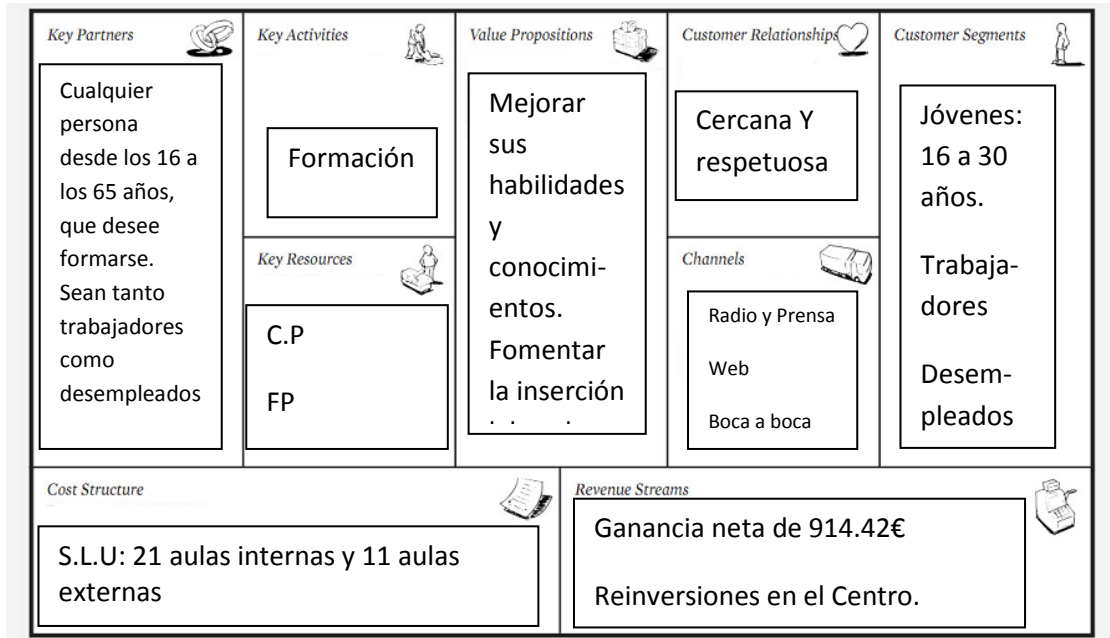 Key Partners
Cualquier
persona
desde los 16 a
los 65 años,
que desee
formarse.
Sean tanto
trabajadores
como
desempleados
Key Activities
Formación
Key Resources
C.P
FP
Value Propositions
Mejorar
sus
habilidades
y
conocimi-
entos.
Fomentar
la inserción
Customer Relationships
Cercana Y
respetuosa
Channels
Radio y Prensa
Web
Boca a boca
Customer Segments
Jóvenes:
16 a 30
años.
Trabaja-
dores
Desem-
pleados
Cost Structure
S.L.U: 21 aulas internas y 11 aulas
externas
Revenue Streams
Ganancia neta de 914.42€
Reinversiones en el Centro.